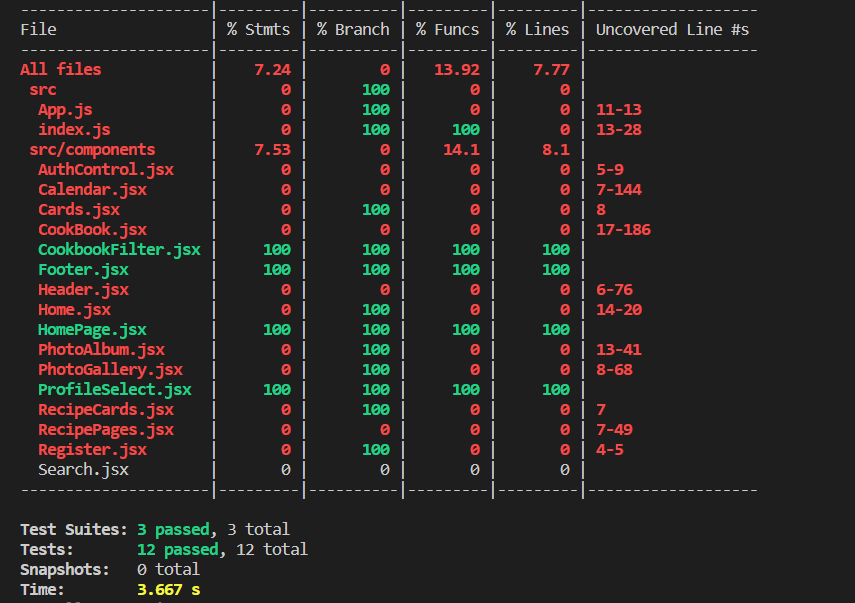 ---------------------|---------|----------|---------|---------|-------------------
File                 | % Stmts | % Branch | % Funcs | % Lines | Uncovered Line #s
---------------------|---------|----------|---------|---------|-------------------
All files            |    7.24 |        0 |   13.92 |    7.77 |
 src                 |       0 |      100 |       0 |       0 |
  App.js             |       0 |      100 |       0 |       0 | 11-13
  index.js           |       0 |      100 |     100 |       0 | 13-28
 src/components      |    7.53 |        0 |    14.1 |     8.1 |
  AuthControl.jsx    |       0 |        0 |       0 |       0 | 5-9
  Calendar.jsx       |       0 |        0 |       0 |       0 | 7-144
  Cards.jsx          |       0 |      100 |       0 |       0 | 8
  CookBook.jsx       |       0 |        0 |       0 |       0 | 17-186
  CookbookFilter.jsx |     100 |      100 |     100 |     100 |
  Footer.jsx         |     100 |      100 |     100 |     100 |
  Header.jsx         |       0 |        0 |       0 |       0 | 6-76
  Home.jsx           |       0 |      100 |       0 |       0 | 14-20
  HomePage.jsx       |     100 |      100 |     100 |     100 |
  PhotoAlbum.jsx     |       0 |      100 |       0 |       0 | 13-41
  PhotoGallery.jsx   |       0 |      100 |       0 |       0 | 8-68
  ProfileSelect.jsx  |     100 |      100 |     100 |     100 |
  RecipeCards.jsx    |       0 |      100 |       0 |       0 | 7
  RecipePages.jsx    |       0 |        0 |       0 |       0 | 7-49
  Register.jsx       |       0 |      100 |       0 |       0 | 4-5
  Search.jsx         |       0 |        0 |       0 |       0 |
---------------------|---------|----------|---------|---------|-------------------
Test Suites: 3 passed, 3 total
Tests:       12 passed, 12 total
Snapshots:   0 total
Time:        3.667 s